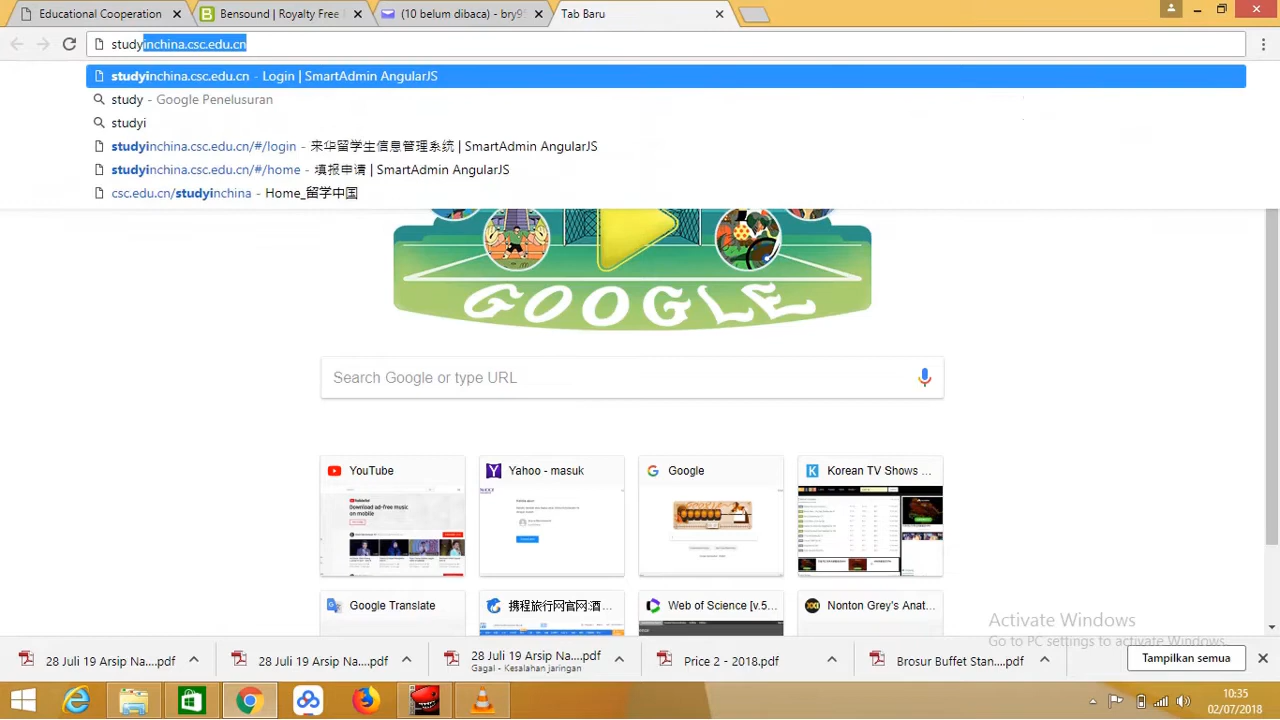 Educational Cooperation
Bensound | Royalty Free
(10 belum dibaca) - bry9
Tab Baru
studyinchina.csc.edu.cn
studyinchina.csc.edu.cn - Login | SmartAdmin AngularJS
study - Google Penelusuran
studyi
studyinchina.csc.edu.cn/#/login - 来华留学生信息管理系统 | SmartAdmin AngularJS
studyinchina.csc.edu.cn/#/home - 填报申请 | SmartAdmin AngularJS
csc.edu.cn/studyinchina - Home_留学中国
GOOGLE
Search Google or type URL
YouTube
Yahoo - masuk
Google
Korean TV Shows ...
Download ad-free music
on mobile
Google Translate
携程旅行网官网:酒...
Web of Science [v.5...
Nonton Grey's Anat...
Activate Windows
Go to PC settings to activate Windows.
28 Juli 19 Arsip Na....pdf
28 Juli 19 Arsip Na....pdf
28 Juli 19 Arsip Na....pdf
Gagal - Kesalahan jaringan
Price 2 - 2018.pdf
Brosur Buffet Stan....pdf
Tampilkan semua
10:35
02/07/2018